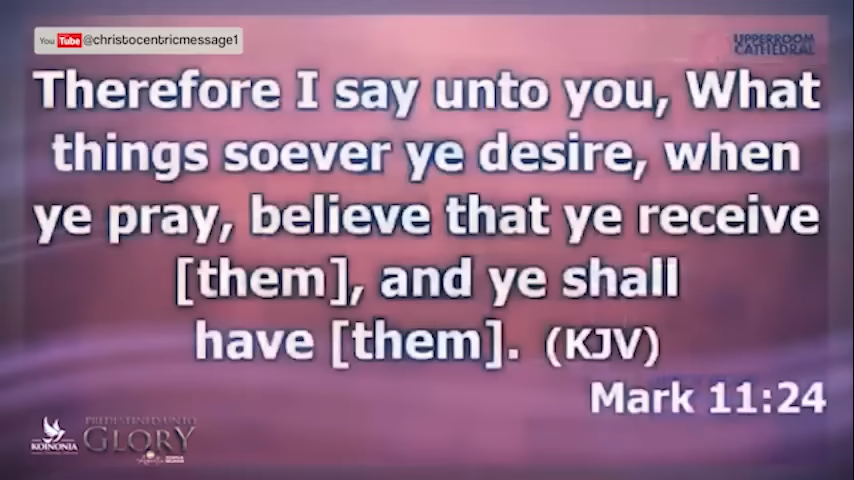 You Tube @christocentricmessage1
UPPERROOM
CATHEDRAL
Therefore I say unto you, What
things soever ye desire, when
ye pray, believe that ye receive
[them], and ye shall
have [them]. (KJV)
Mark 11:24
KOINONIA
PREDESTINED UNTO
GLORY